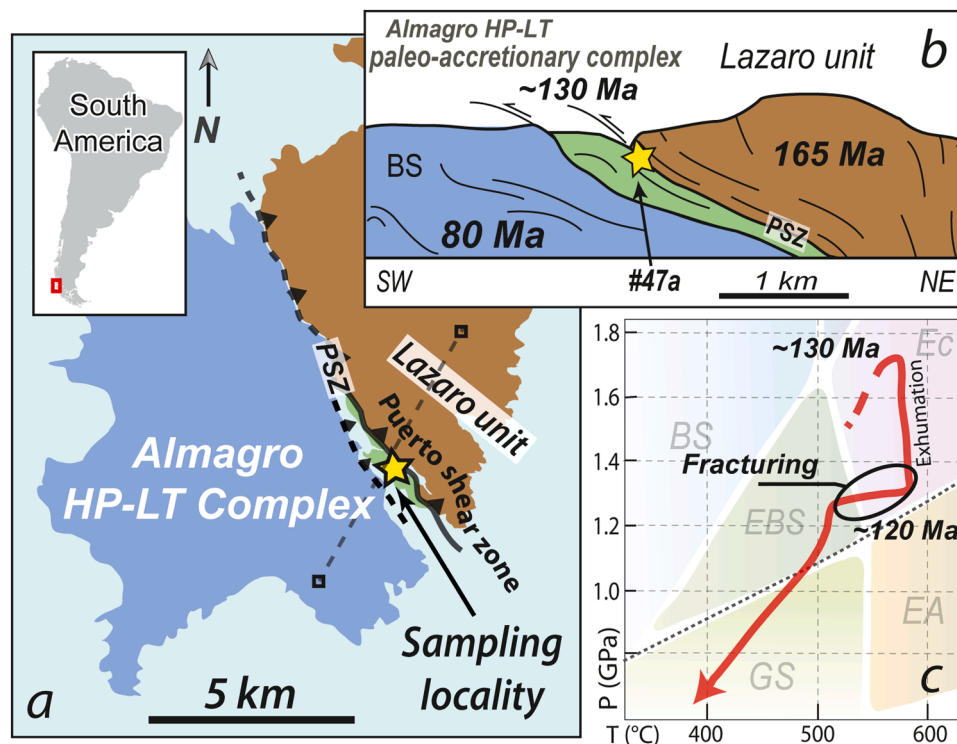 South
America
N
PSZ
Lazaro unit
Puerto shear zone
Almagro
HP-LT Complex
Sampling
locality
5 km
a
Almagro HP-LT
paleo-accretionary complex
Lazaro unit
b
~130 Ma
BS
165 Ma
80 Ma
PSZ
SW
#47a
1 km
NE
1.8
1.6
1.4
1.2
1.0
P (GPa)
~130 Ma
Ec
BS
Exhumation
Fracturing
EBS
~120 Ma
EA
GS
c
T (°C)
400
500
600